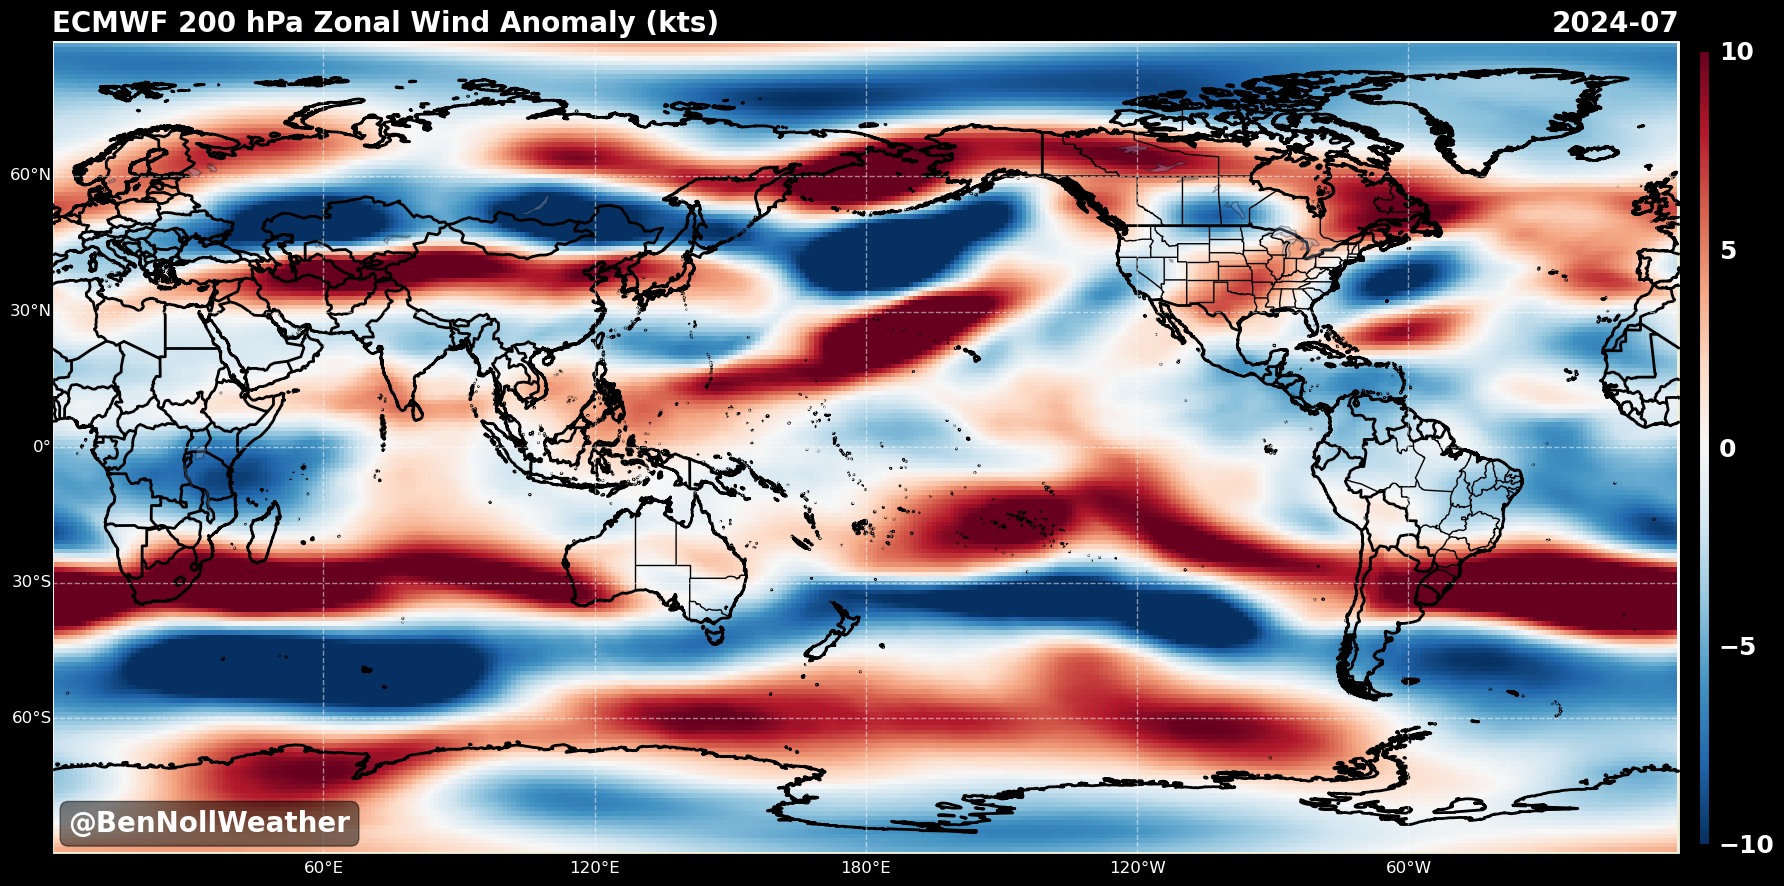 ECMWF 200 hPa Zonal Wind Anomaly (kts)
2024-07
10
5
0
−5
−10
60°N
30°N
0°
30°S
60°S
60°E
120°E
180°E
120°W
60°W
@BenNollWeather